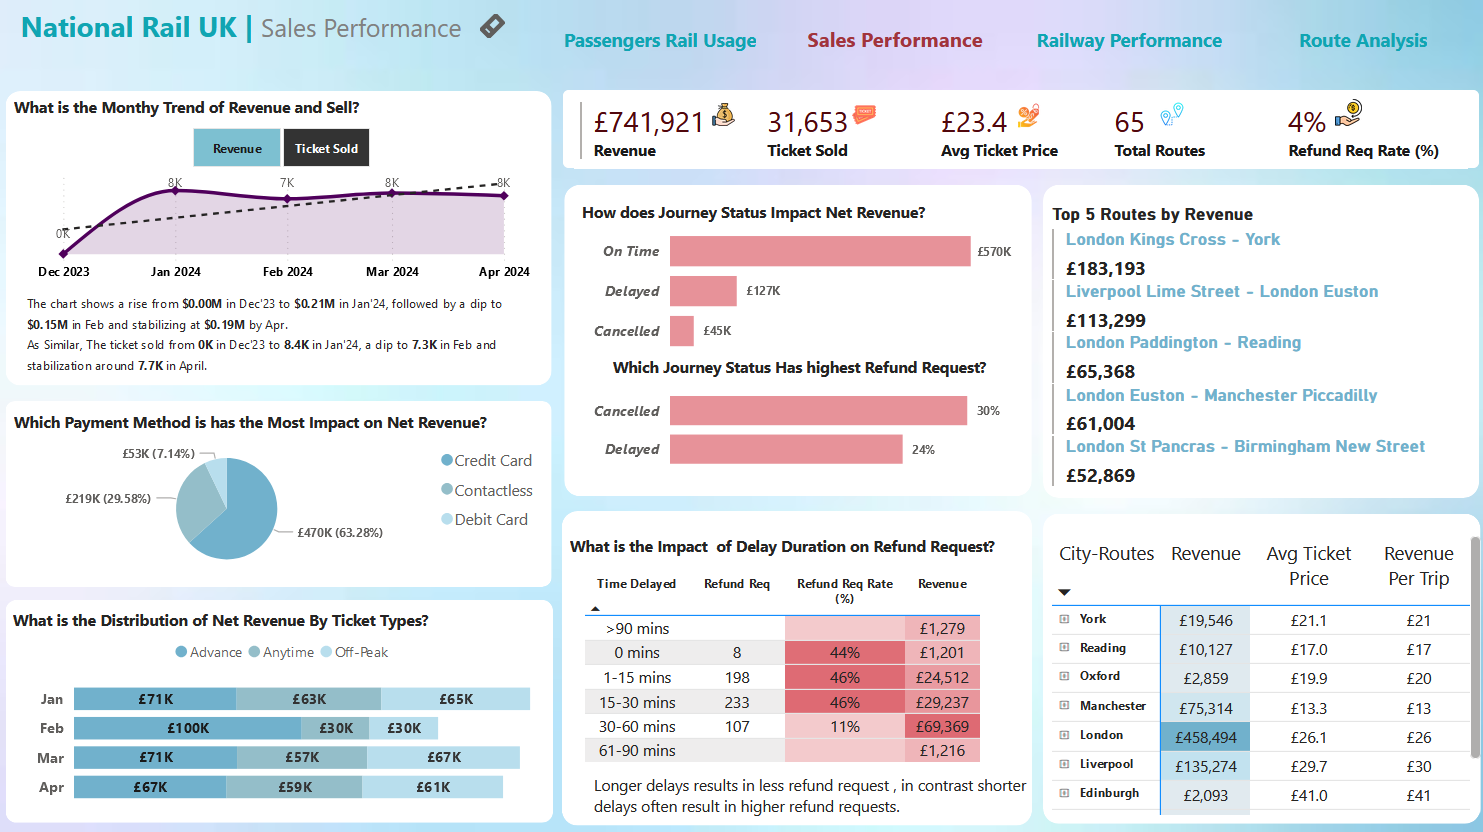 National Rail UK | Sales Performance
Passengers Rail Usage
Sales Performance
Railway Performance
Route Analysis
What is the Monthy Trend of Revenue and Sell?
Revenue
Ticket Sold
0K
8K
7K
8K
8K
Dec 2023
Jan 2024
Feb 2024
Mar 2024
Apr 2024
The chart shows a rise from $0.00M in Dec'23 to $0.21M in Jan'24, followed by a dip to
$0.15M in Feb and stabilizing at $0.19M by Apr.
As Similar, The ticket sold from 0K in Dec'23 to 8.4K in Jan'24, a dip to 7.3K in Feb and
stabilization around 7.7K in April.
Which Payment Method is has the Most Impact on Net Revenue?
£53K (7.14%)
£219K (29.58%)
£470K (63.28%)
Credit Card
Contactless
Debit Card
What is the Distribution of Net Revenue By Ticket Types?
Advance Anytime Off-Peak
Jan £71K £63K £65K
Feb £100K £30K £30K
Mar £71K £57K £67K
Apr £67K £59K £61K
£741,921
Revenue
31,653
Ticket Sold
£23.4
Avg Ticket Price
65
Total Routes
4%
Refund Req Rate (%)
How does Journey Status Impact Net Revenue?
On Time £570K
Delayed £127K
Cancelled £45K
Which Journey Status Has highest Refund Request?
Cancelled 30%
Delayed 24%
What is the Impact of Delay Duration on Refund Request?
Time Delayed Refund Req Refund Req Rate Revenue
(%)
>90 mins £1,279
0 mins 8 44% £1,201
1-15 mins 198 46% £24,512
15-30 mins 233 46% £29,237
30-60 mins 107 11% £69,369
61-90 mins £1,216
Longer delays results in less refund request , in contrast shorter
delays often result in higher refund requests.
Top 5 Routes by Revenue
London Kings Cross - York
£183,193
Liverpool Lime Street - London Euston
£113,299
London Paddington - Reading
£65,368
London Euston - Manchester Piccadilly
£61,004
London St Pancras - Birmingham New Street
£52,869
City-Routes Revenue Avg Ticket Revenue
Price Per Trip
York £19,546 £21.1 £21
Reading £10,127 £17.0 £17
Oxford £2,859 £19.9 £20
Manchester £75,314 £13.3 £13
London £458,494 £26.1 £26
Liverpool £135,274 £29.7 £30
Edinburgh £2,093 £41.0 £41